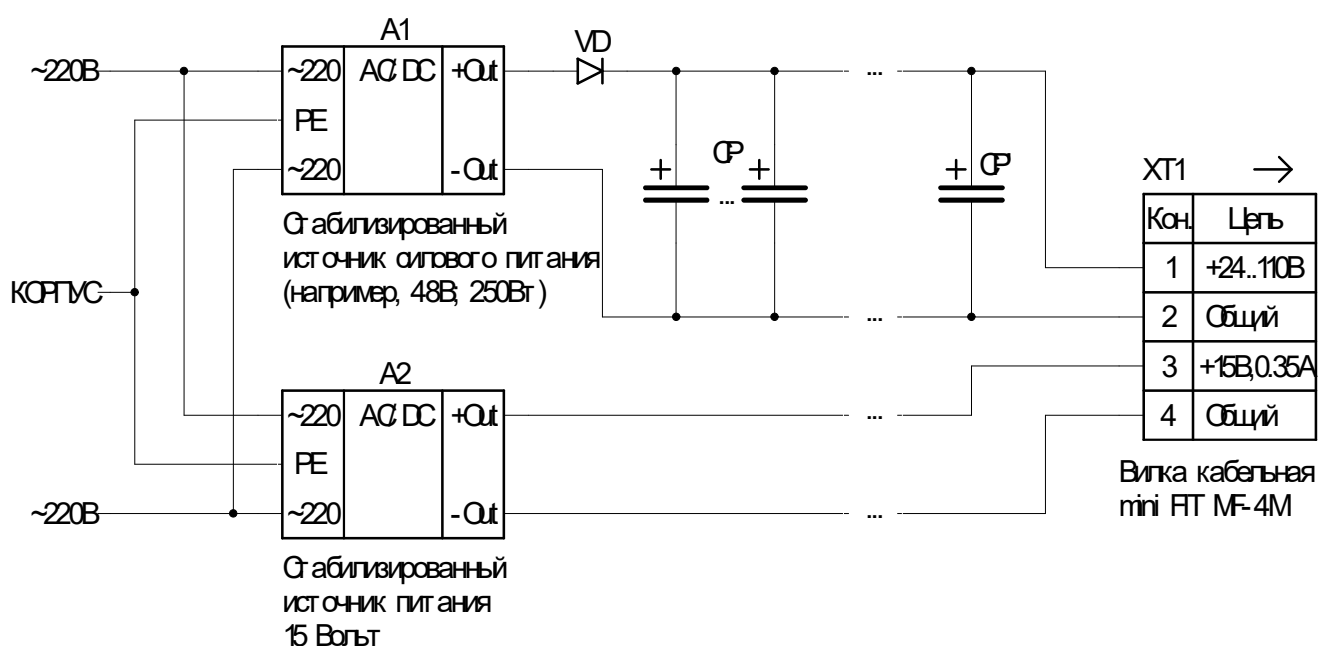 A1
VD
~220В
~220
AC/DC
+Out
PE
~220
-Out
Стабилизированный
источник силового питания
(например, 48В; 250Вт)
+
CP
+
...
+
CP'
...
...
КОРПУС
XT1
Кон.
Цепь
1
+24..110В
2
Общий
3
+15В,0.35А
4
Общий
Вилка кабельная
mini FIT MF-4M
A2
~220
AC/DC
+Out
PE
~220В
~220
-Out
...
...
Стабилизированный
источник питания
15 Вольт